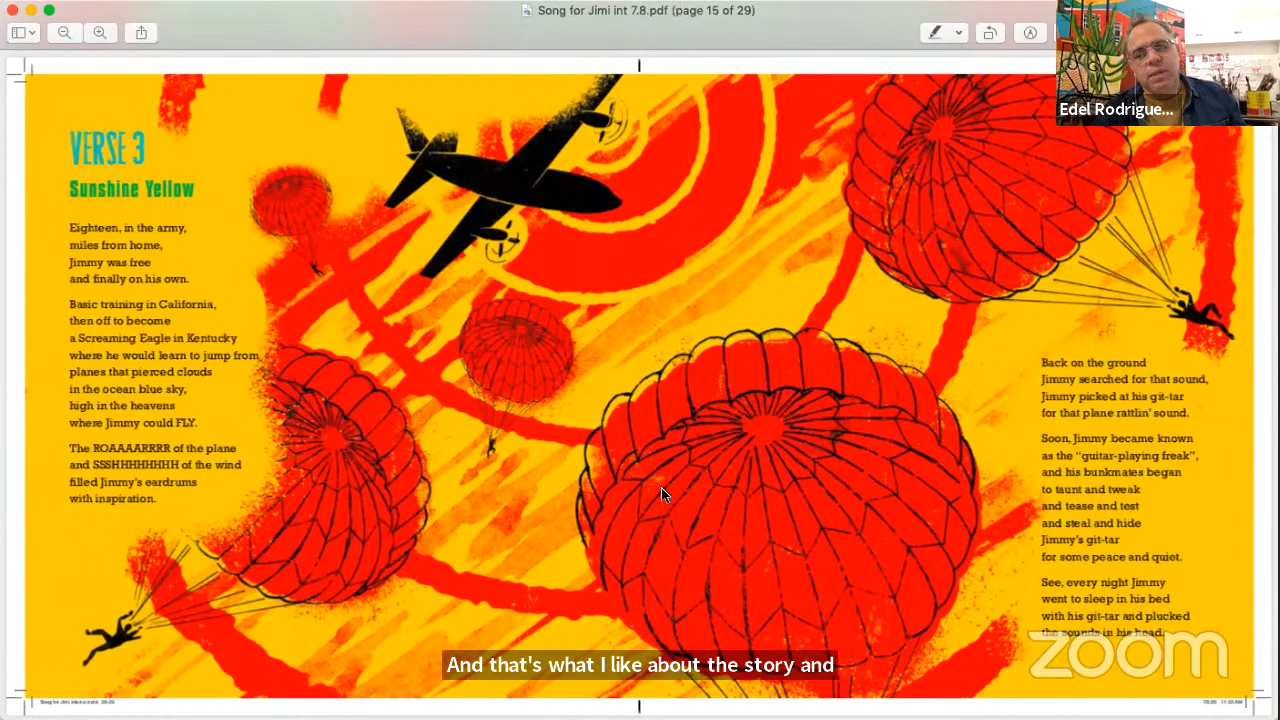 Song for Jimi int 7.8.pdf (page 15 of 29)
Edel Rodrigue...
VERSE 3
Sunshine Yellow
Eighteen, in the army,
miles from home,
Jimmy was free
and finally on his own.
Basic training in California,
then off to become
a Screaming Eagle in Kentucky
where he would learn to jump from
planes that pierced clouds
in the ocean blue sky,
high in the heavens
where Jimmy could FLY.
The ROAAAARRRR of the plane
and SSSHHHHHHHH of the wind
filled Jimmy's eardrums
with inspiration.
Back on the ground
Jimmy searched for that sound,
Jimmy picked at his git-tar
for that plane rattlin' sound.
Soon, Jimmy became known
as the "guitar-playing freak",
and his bunkmates began
to taunt and tweak
and tease and test
and steal and hide
Jimmy's git-tar
for some peace and quiet.
See, every night Jimmy
went to sleep in his bed
with his git-tar and plucked
the sounds in his head.
zoom
And that's what I like about the story and